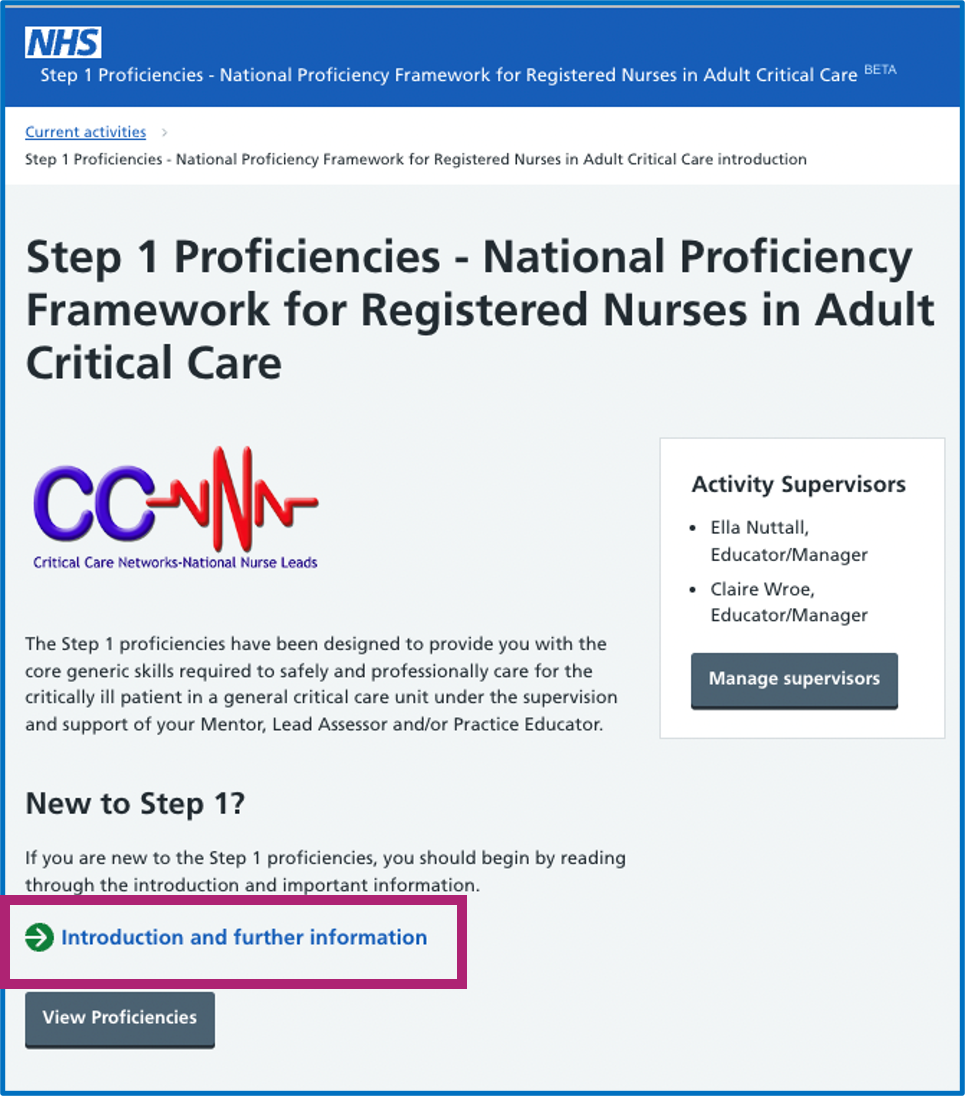 NHS
Step 1 Proficiencies - National Proficiency Framework for Registered Nurses in Adult Critical Care BETA
Current activities >
Step 1 Proficiencies - National Proficiency Framework for Registered Nurses in Adult Critical Care introduction
Step 1 Proficiencies - National Proficiency
Framework for Registered Nurses in Adult
Critical Care
CC-NNN
Critical Care Networks-National Nurse Leads
The Step 1 proficiencies have been designed to provide you with the
core generic skills required to safely and professionally care for the
critically ill patient in a general critical care unit under the supervision
and support of your Mentor, Lead Assessor and/or Practice Educator.
Activity Supervisors
• Ella Nuttall,
Educator/Manager
• Claire Wroe,
Educator/Manager
Manage supervisors
New to Step 1?
If you are new to the Step 1 proficiencies, you should begin by reading
through the introduction and important information.
Introduction and further information
View Proficiencies